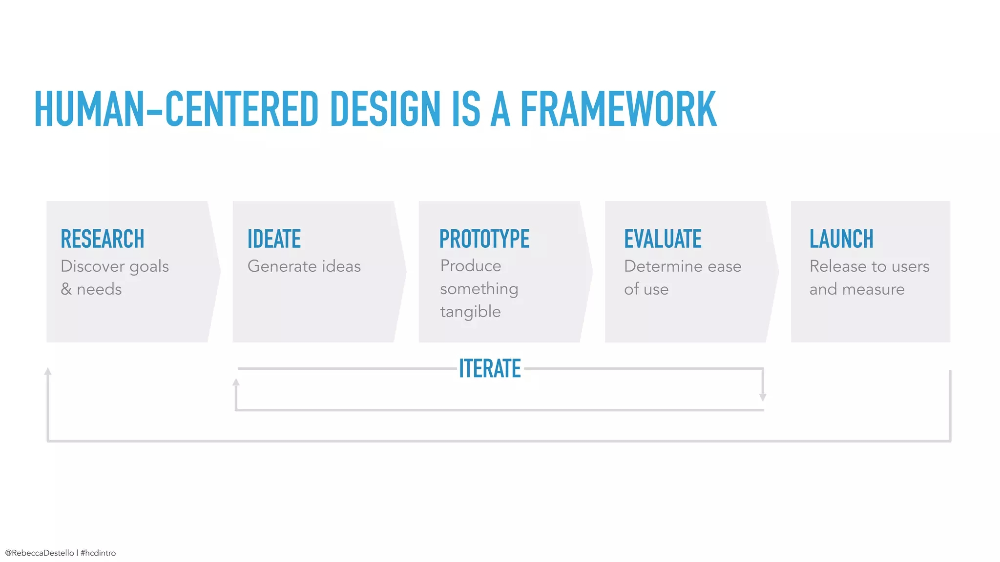 HUMAN-CENTERED DESIGN IS A FRAMEWORK
RESEARCH
Discover goals
& needs
IDEATE
Generate ideas
PROTOTYPE
Produce
something
tangible
EVALUATE
Determine ease
of use
LAUNCH
Release to users
and measure
ITERATE
@RebeccaDestello | #hcdintro